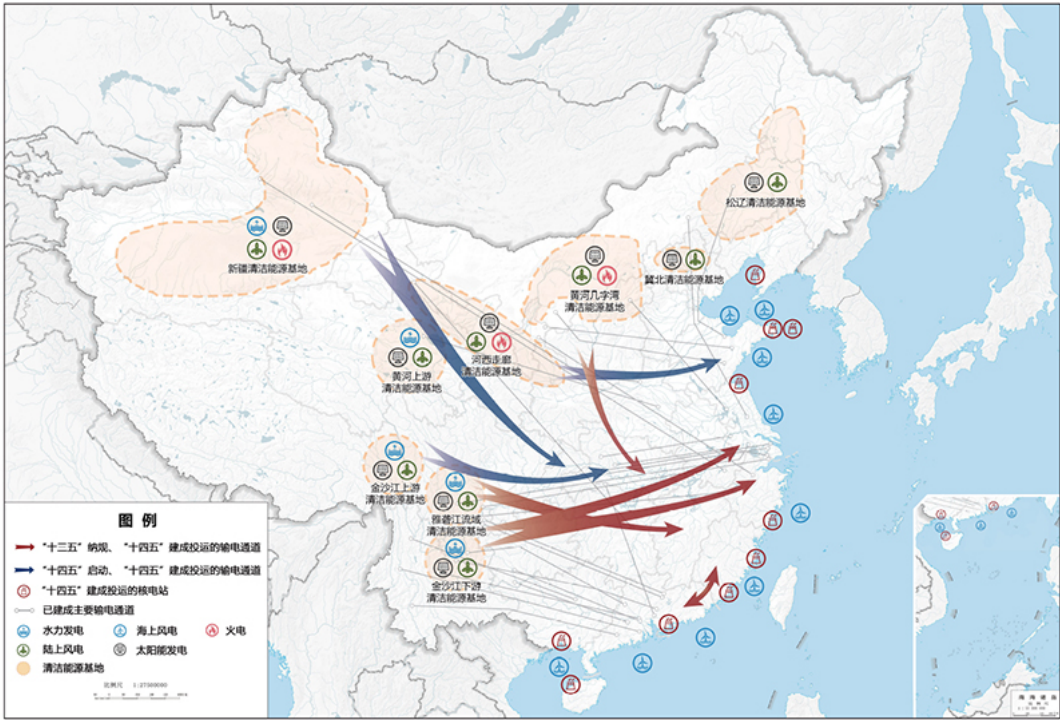 松辽清洁能源基地
新疆清洁能源基地
冀北清洁能源基地
黄河几字湾
清洁能源基地
河西走廊
清洁能源基地
黄河上游
清洁能源基地
金沙江上游
清洁能源基地
雅砻江流域
清洁能源基地
金沙江下游
清洁能源基地
图 例
“十三五”纳规、“十四五”建成投运的输电通道
“十四五”启动、“十四五”建成投运的输电通道
“十四五”建成投运的核电站
已建成主要输电通道
水力发电 海上风电 火电
陆上风电 太阳能发电
清洁能源基地
比例尺